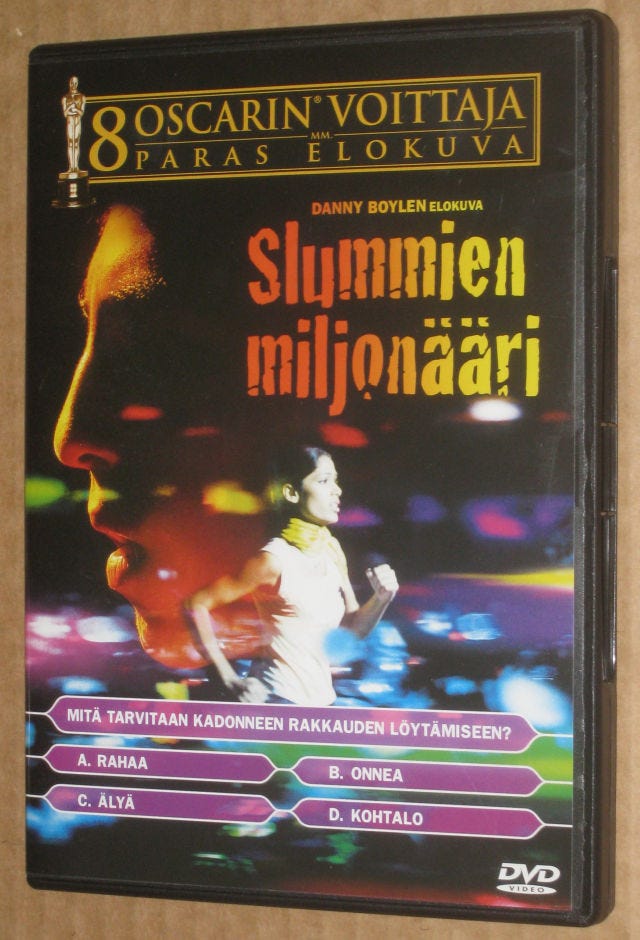 8 OSCARIN® VOITTAJA
MM.
PARAS ELOKUVA
DANNY BOYLEN ELOKUVA
Slummien
miljonääri
MITÄ TARVITAAN KADONNEEN RAKKAUDEN LÖYTÄMISEEN?
A. RAHAA
B. ONNEA
C. ÄLYÄ
D. KOHTALO
DVD
VIDEO